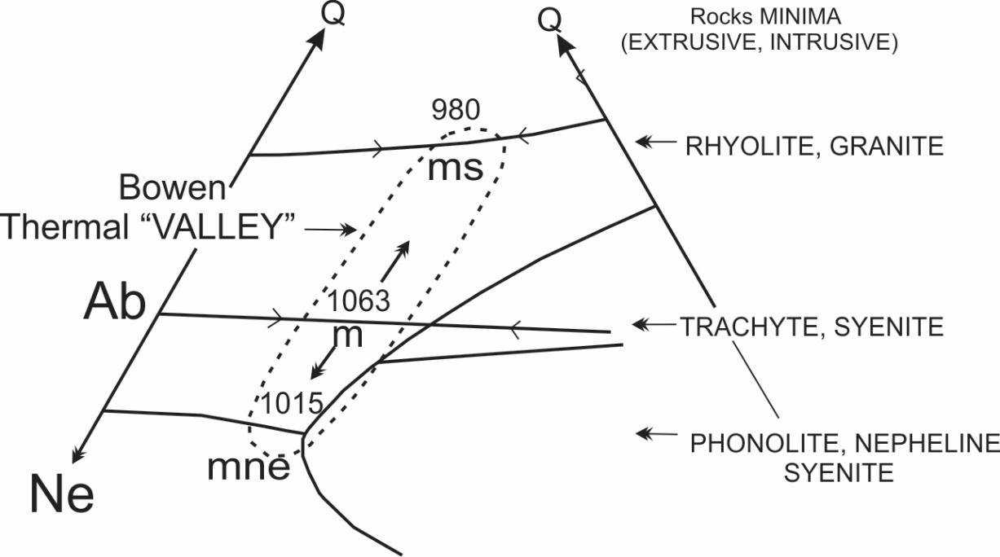 Q
Q
Rocks MINIMA
(EXTRUSIVE, INTRUSIVE)
980
RHYOLITE, GRANITE
ms
Bowen
Thermal “VALLEY”
Ab
1063
m
TRACHYTE, SYENITE
1015
mne
PHONOLITE, NEPHELINE
SYENITE
Ne